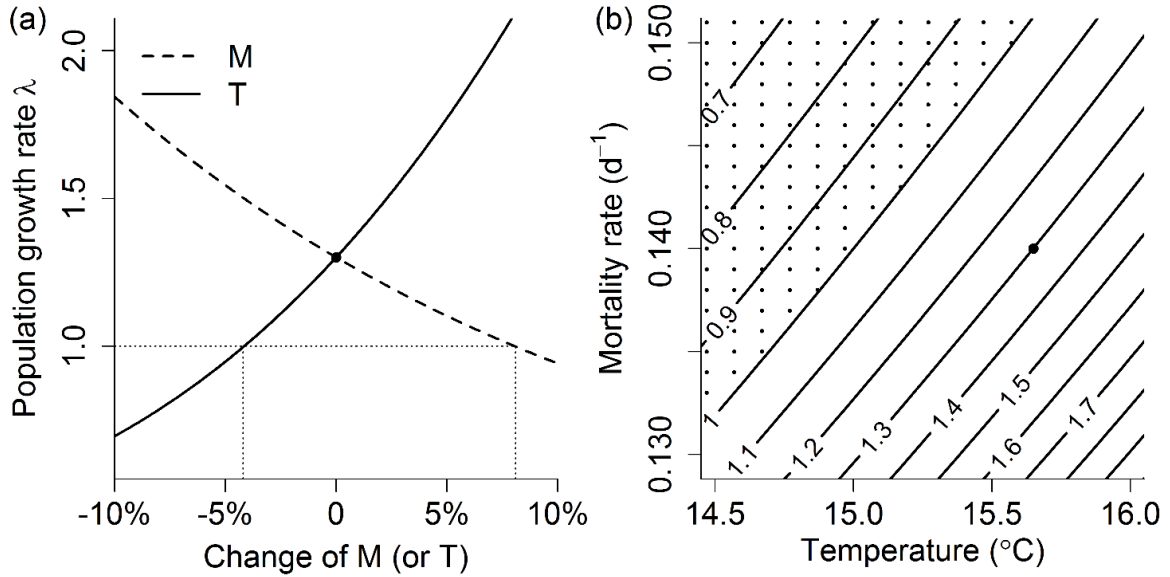 (a)
Population growth rate λ
2.0
1.5
1.0
M
T
-10% -5% 0 5% 10%
Change of M (or T)
(b)
Mortality rate (d⁻¹)
0.150
0.140
0.130
0.7
0.8
0.9
1
1.1
1.2
1.3
1.4
1.5
1.6
1.7
14.5 15.0 15.5 16.0
Temperature (°C)